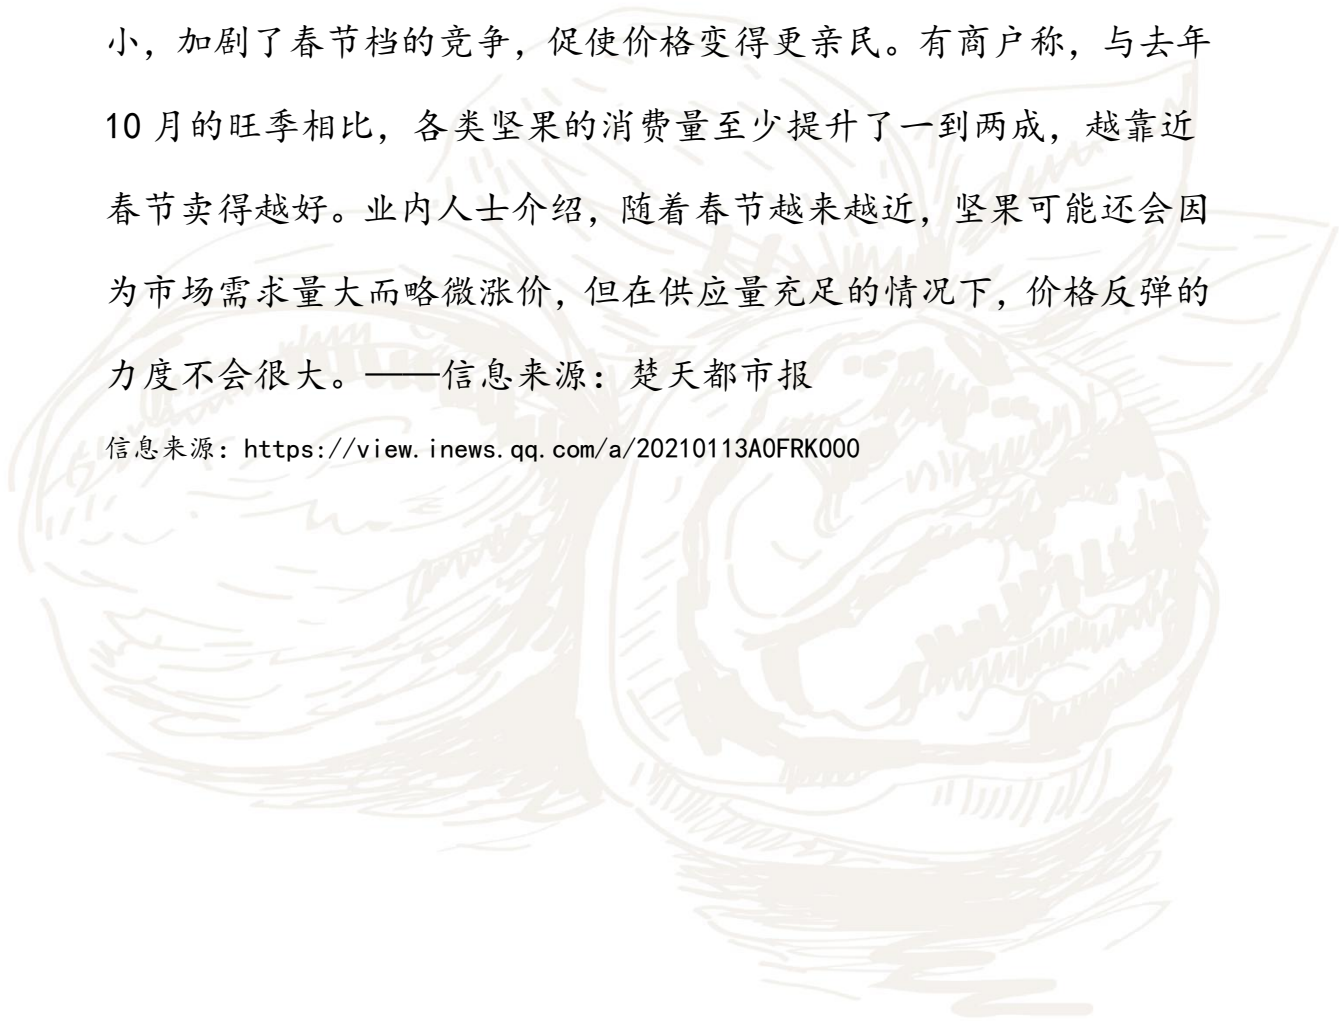 小，加剧了春节档的竞争，促使价格变得更亲民。有商户称，与去年
10 月的旺季相比，各类坚果的消费量至少提升了一到两成，越靠近
春节卖得越好。业内人士介绍，随着春节越来越近，坚果可能还会因
为市场需求量大而略微涨价，但在供应量充足的情况下，价格反弹的
力度不会很大。——信息来源：楚天都市报
信息来源：https://view.inews.qq.com/a/20210113A0FRK000